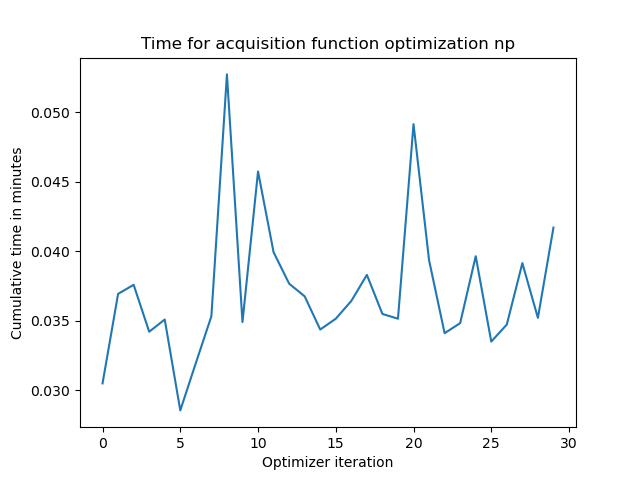 Time for acquisition function optimization np
Cumulative time in minutes
0.050
0.045
0.040
0.035
0.030
0 5 10 15 20 25 30
Optimizer iteration